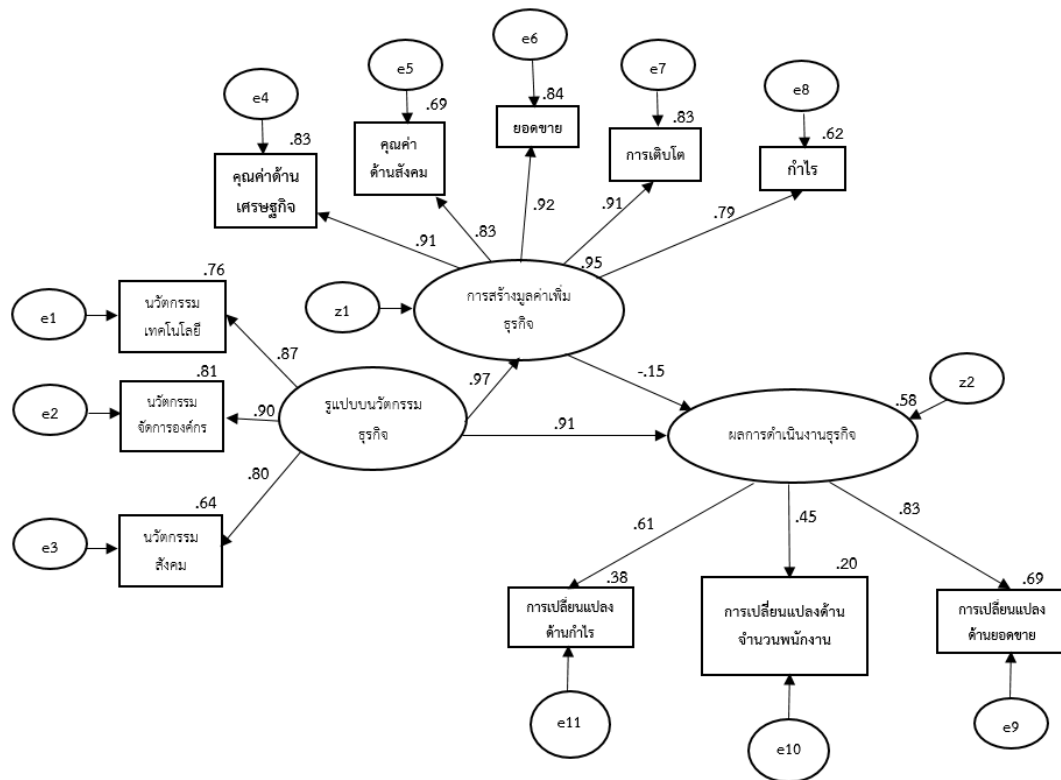 e6
e5
e7
e4
e8
.84
.69
.83
.62
.83
ยอดขาย
คุณค่า
ด้านสังคม
การเติบโต
กำไร
คุณค่าด้าน
เศรษฐกิจ
.92
.91
.79
.83
.91
.95
.76
การสร้างมูลค่าเพิ่ม
ธุรกิจ
z1
e1
นวัตกรรม
เทคโนโลยี
.87
.97
-.15
z2
.81
e2
นวัตกรรม
จัดการองค์กร
.90
รูปแปบบนวัตกรรม
ธุรกิจ
.91
.58
ผลการดำเนินงานธุรกิจ
.80
.64
e3
นวัตกรรม
สังคม
.61
.45
.83
.38
.20
.69
การเปลี่ยนแปลง
ด้านกำไร
การเปลี่ยนแปลงด้าน
จำนวนพนักงาน
การเปลี่ยนแปลง
ด้านยอดขาย
e11
e10
e9